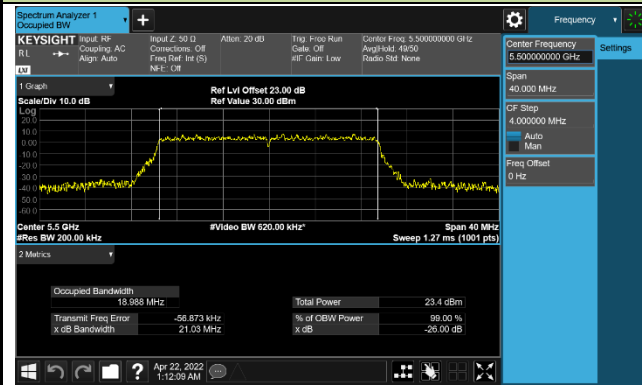 Spectrum Analyzer 1
Occupied BW
Frequency
KEYSIGHT
Input: RF
Coupling: AC
Align: Auto
Input Z: 50 Ω
Corrections: Off
Freq Ref: Int (S)
NFE: Off
Atten: 20 dB
Trig: Free Run
Gate: Off
#IF Gain: Low
Center Freq: 5.500000000 GHz
Avg|Hold: 49/50
Radio Std: None
RL
LXI
Center Frequency
5.500000000 GHz
Settings
Span
40.000 MHz
CF Step
4.000000 MHz
Auto
Man
Freq Offset
0 Hz
1 Graph
Scale/Div 10.0 dB
Ref Lvl Offset 23.00 dB
Ref Value 30.00 dBm
Log
20.0
10.0
0.00
-10.0
-20.0
-30.0
-40.0
-50.0
-60.0
Center 5.5 GHz
#Res BW 200.00 kHz
#Video BW 620.00 kHz*
Span 40 MHz
Sweep 1.27 ms (1001 pts)
2 Metrics
Occupied Bandwidth
18.988 MHz
Total Power 23.4 dBm
Transmit Freq Error -56.873 kHz
% of OBW Power 99.00 %
x dB Bandwidth 21.03 MHz
x dB -26.00 dB
Apr 22, 2022
1:12:09 AM